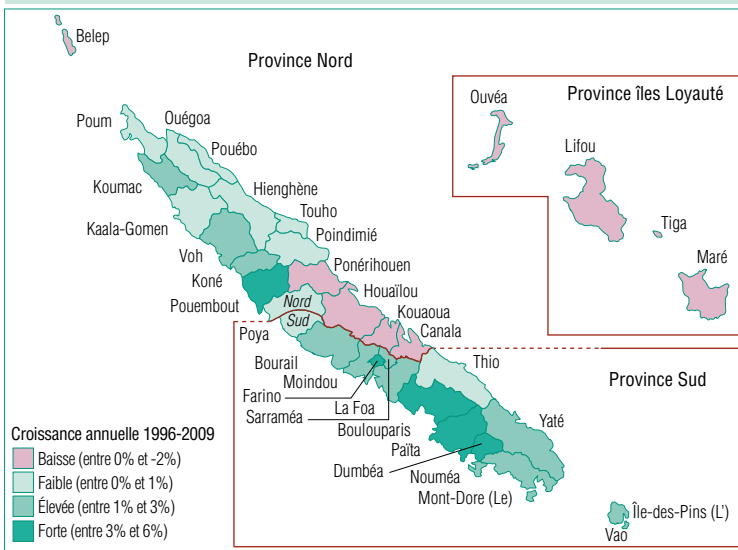 Belep
Province Nord
Ouvéa
Province îles Loyauté
Lifou
Tiga
Maré
Poum
Ouégoa
Pouébo
Koumac
Hienghène
Touho
Kaala-Gomen
Poindimié
Voh
Ponérihouen
Koné
Houaïlou
Pouembout
Nord
Kouaoua
Sud
Canala
Poya
Thio
Bourail
Moindou
Province Sud
Farino
La Foa
Sarraméa
Boulouparis
Yaté
Païta
Dumbéa
Nouméa
Mont-Dore (Le)
Île-des-Pins (L')
Vao
Croissance annuelle 1996-2009
Baisse (entre 0% et -2%)
Faible (entre 0% et 1%)
Élevée (entre 1% et 3%)
Forte (entre 3% et 6%)